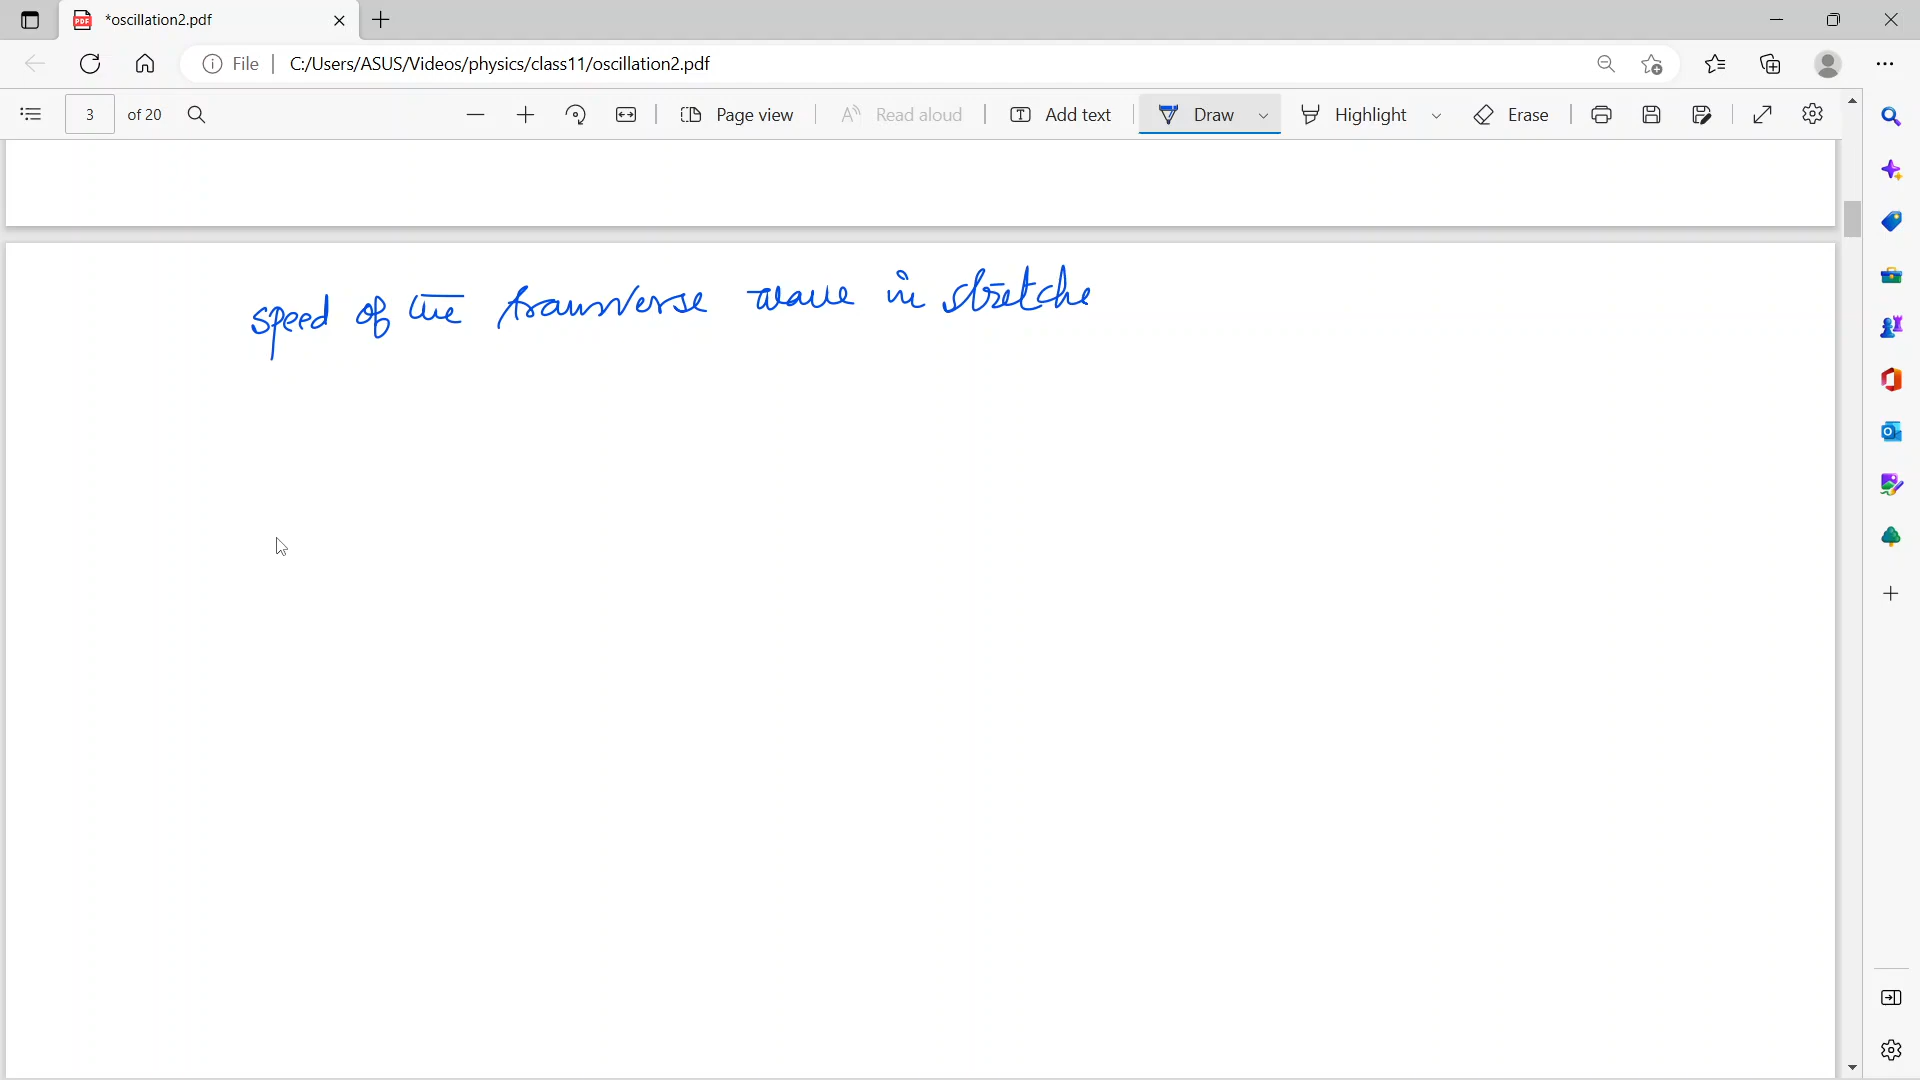 *oscillation2.pdf
File C:/Users/ASUS/Videos/physics/class11/oscillation2.pdf
3 of 20 Page view Read aloud Add text Draw Highlight Erase
speed of the transverse wave in stretche